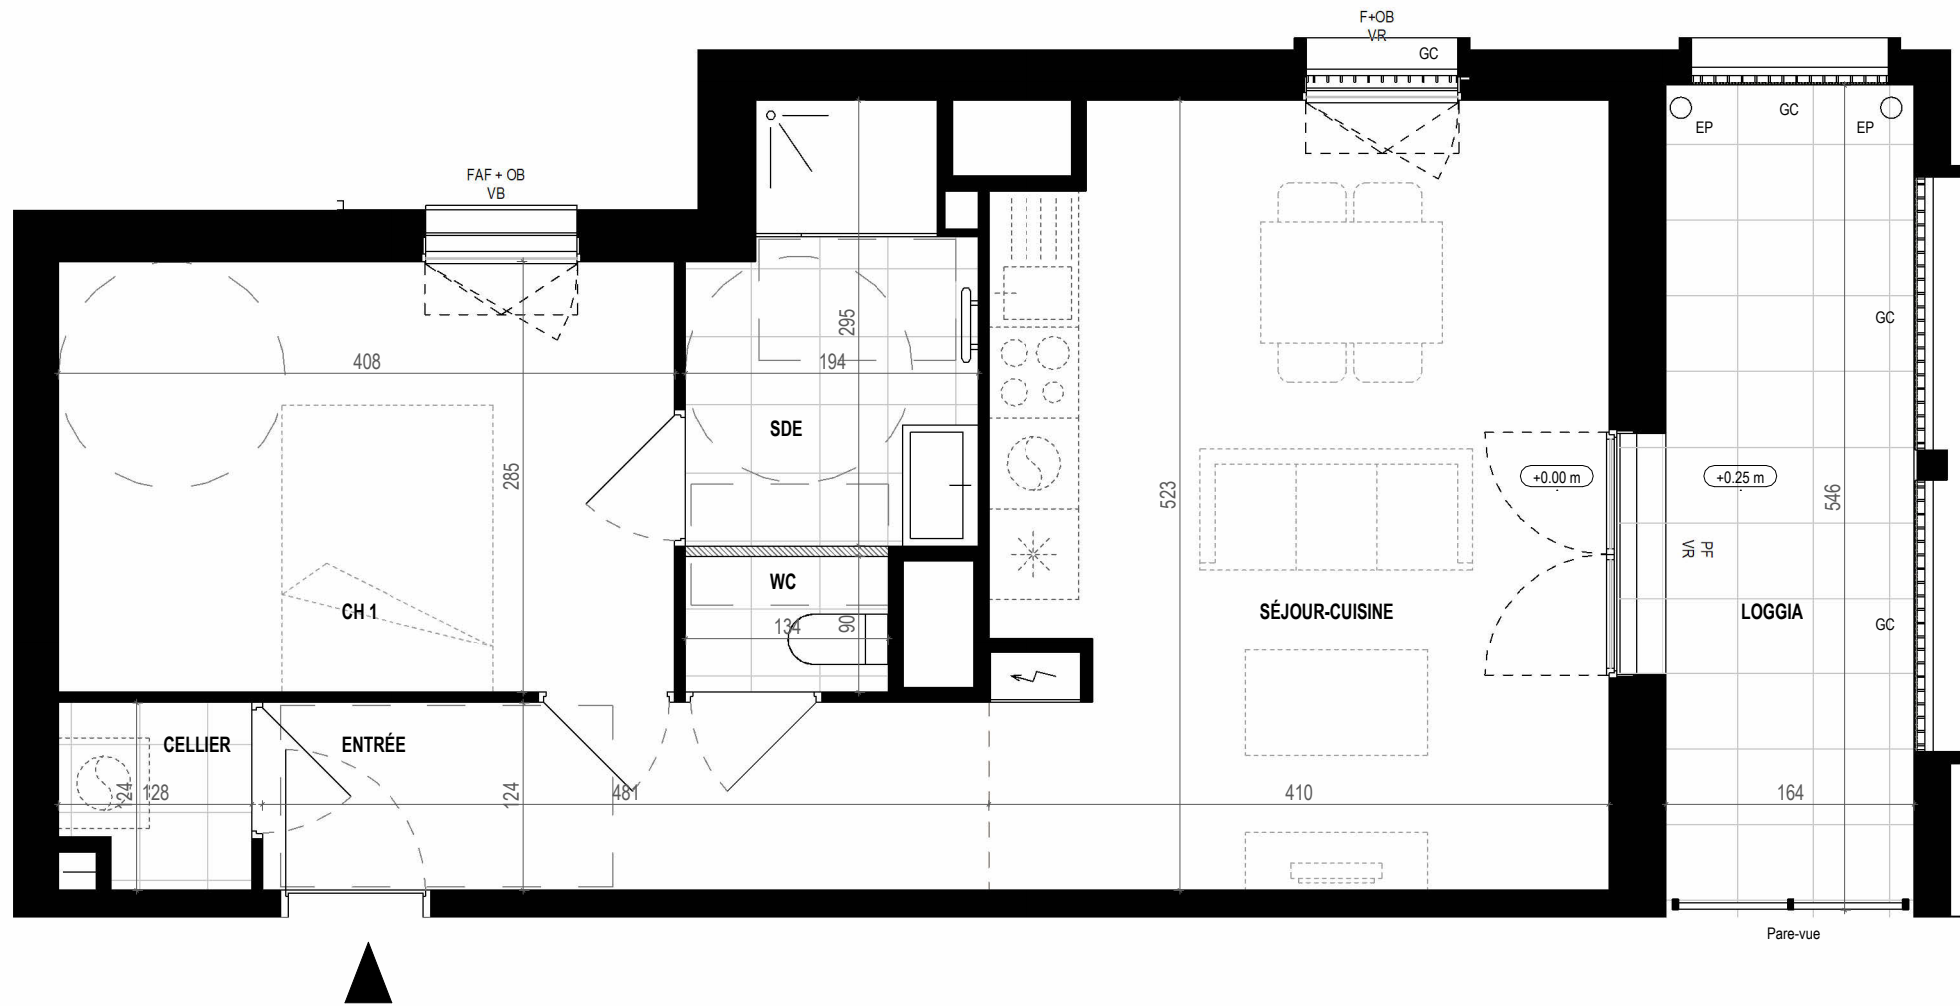 F+OB
VR
GC
FAF + OB
VB
EP
GC
EP
295
GC
408
194
SDE
285
523
+0.00 m
+0.25 m
546
PF
VR
WC
CH 1
SÉJOUR-CUISINE
LOGGIA
GC
134
90
CELLIER
ENTRÉE
128
124
481
410
164
Pare-vue